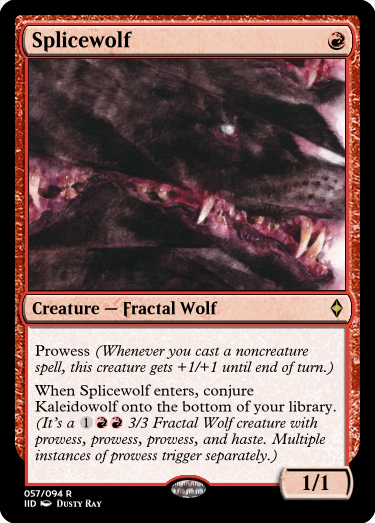 Splicewolf
Creature — Fractal Wolf
Prowess (Whenever you cast a noncreature
spell, this creature gets +1/+1 until end of turn.)
When Splicewolf enters, conjure
Kaleidowolf onto the bottom of your library.
(It's a 1 R R 3/3 Fractal Wolf creature with
prowess, prowess, prowess, and haste. Multiple
instances of prowess trigger separately.)
1/1
057/094 R
IID Dusty Ray